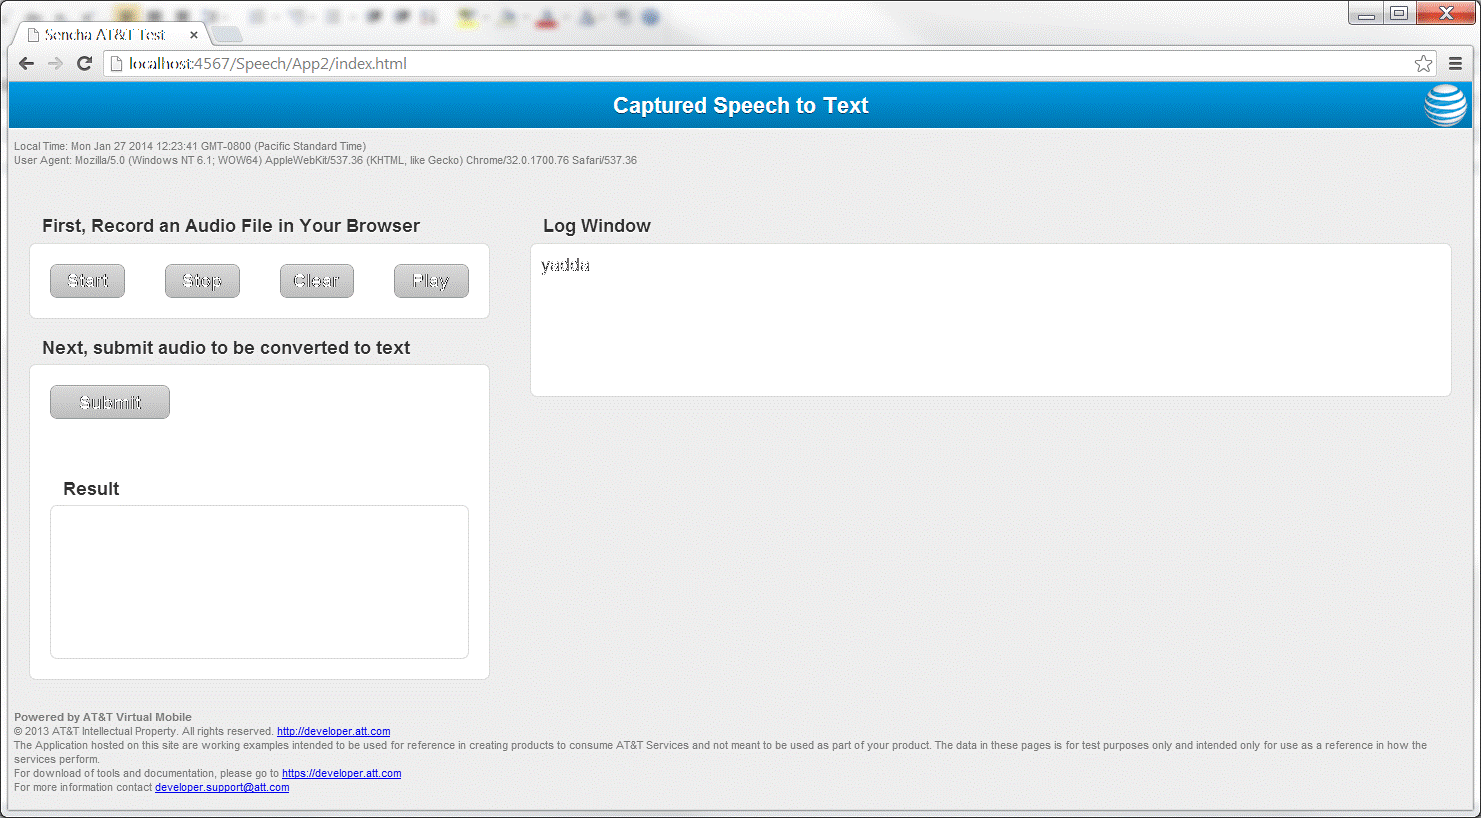 Sencha AT&T Test
localhost:4567/Speech/App2/index.html
Captured Speech to Text
Local Time: Mon Jan 27 2014 12:23:41 GMT-0800 (Pacific Standard Time)
User Agent: Mozilla/5.0 (Windows NT 6.1; WOW64) AppleWebKit/537.36 (KHTML, like Gecko) Chrome/32.0.1700.76 Safari/537.36
First, Record an Audio File in Your Browser
Start Stop Clear Play
Log Window
yadda
Next, submit audio to be converted to text
Submit
Result
Powered by AT&T Virtual Mobile
© 2013 AT&T Intellectual Property. All rights reserved. http://developer.att.com
The Application hosted on this site are working examples intended to be used for reference in creating products to consume AT&T Services and not meant to be used as part of your product. The data in these pages is for test purposes only and intended only for use as a reference in how the
services perform.
For download of tools and documentation, please go to https://developer.att.com
For more information contact developer.support@att.com